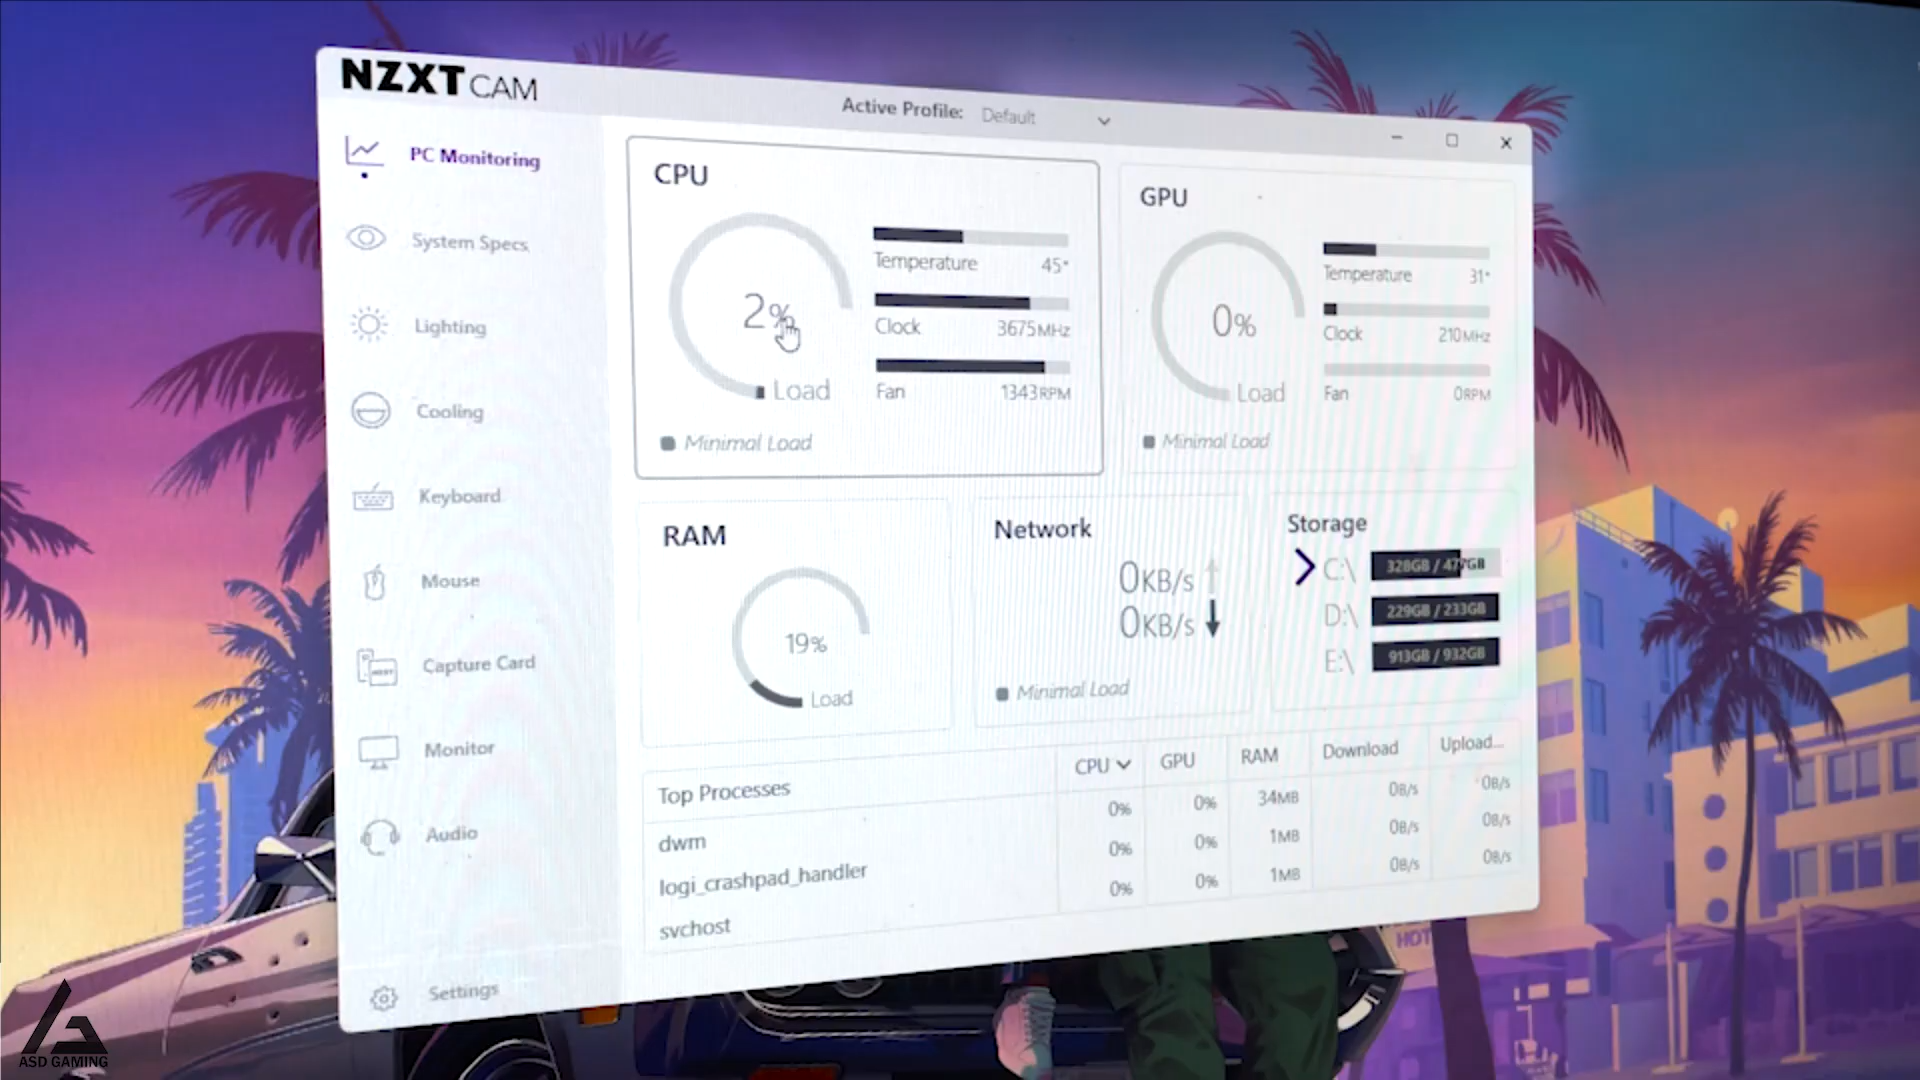 NZXT CAM
Active Profile: Default
PC Monitoring
System Specs
Lighting
Cooling
Keyboard
Mouse
Capture Card
Monitor
Audio
Settings
CPU
2%
Load
Minimal Load
Temperature 45°
Clock 3675MHz
Fan 1343RPM
GPU
0%
Load
Minimal Load
Temperature 31°
Clock 210MHz
Fan 0RPM
RAM
19%
Load
Network
0KB/s
0KB/s
Minimal Load
Storage
C:\ 328GB / 477GB
D:\ 229GB / 233GB
E:\ 913GB / 932GB
Top Processes CPU GPU RAM Download Upload...
dwm 0% 0% 34MB 0B/s 0B/s
logi_crashpad_handler 0% 0% 1MB 0B/s 0B/s
svchost 0% 0% 1MB 0B/s 0B/s
HOT
ASD GAMING